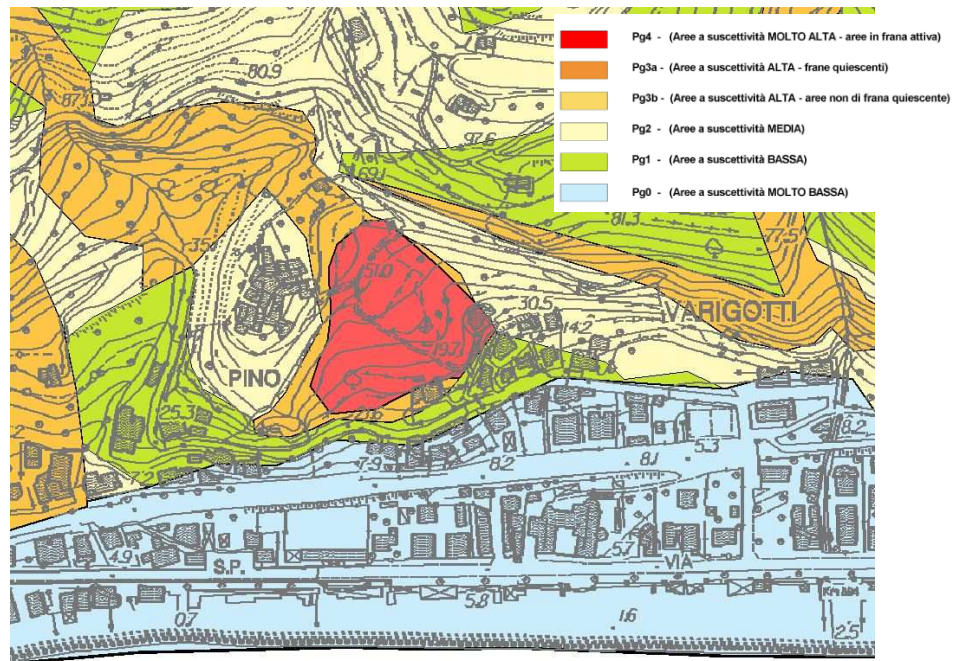 Pg4 - (Aree a suscettività MOLTO ALTA - aree in frana attiva)
Pg3a - (Aree a suscettività ALTA - frane quiescenti)
Pg3b - (Aree a suscettività ALTA - aree non di frana quiescente)
Pg2 - (Aree a suscettività MEDIA)
Pg1 - (Aree a suscettività BASSA)
Pg0 - (Aree a suscettività MOLTO BASSA)
80.9
97.6
69.1
81.3
77.5
51.0
30.5
VARIGOTTI
14.2
19.7
PINO
25.3
8.2
5.3
7.9
8.2
8.1
4.9
5.7
S.P.
VIA
5.8
0.7
1.6
2.5